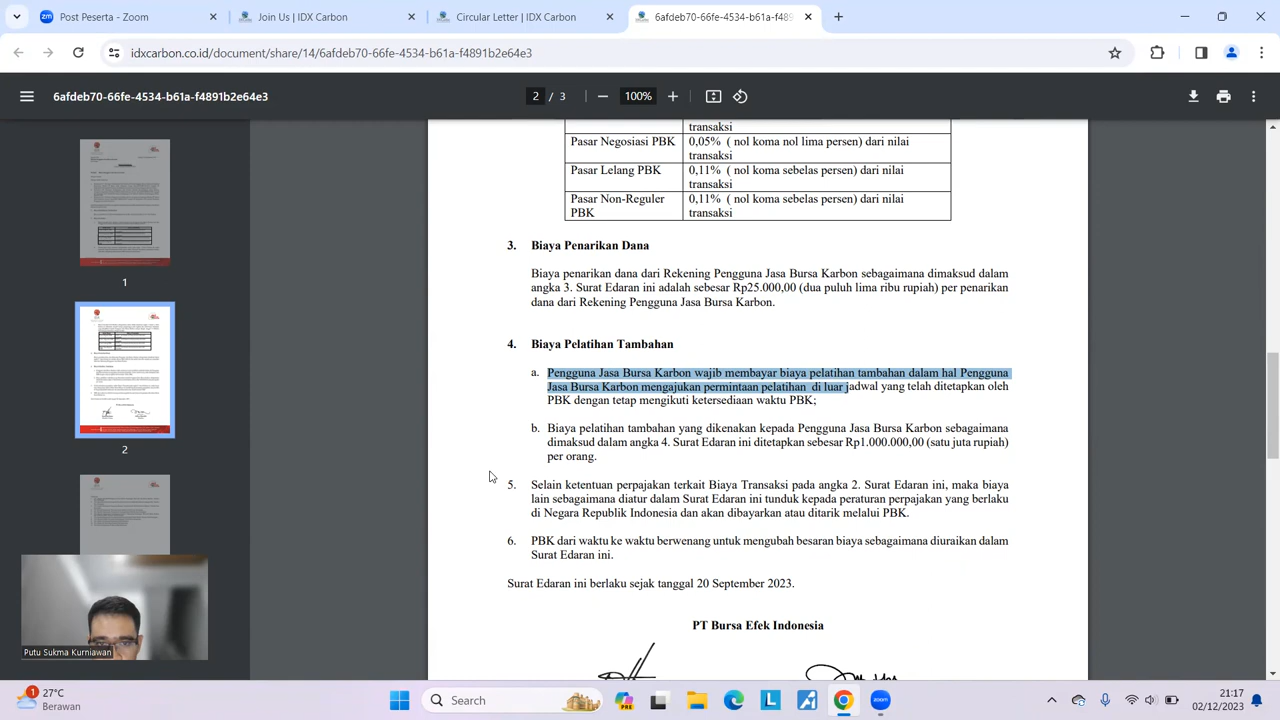 Post Peserta - Zoom
Join Us | IDX Carbon
Circular Letter | IDX Carbon
6afdeb70-66fe-4534-b61a-f489
idxcarbon.co.id/document/share/14/6afdeb70-66fe-4534-b61a-f4891b2e64e3
6afdeb70-66fe-4534-b61a-f4891b2e64e3
2 / 3
100%
transaksi
Pasar Negosiasi PBK 0,05% ( nol koma nol lima persen) dari nilai
transaksi
Pasar Lelang PBK 0,11% ( nol koma sebelas persen) dari nilai
transaksi
Pasar Non-Reguler 0,11% ( nol koma sebelas persen) dari nilai
PBK transaksi
3. Biaya Penarikan Dana
Biaya penarikan dana dari Rekening Pengguna Jasa Bursa Karbon sebagaimana dimaksud dalam
angka 3. Surat Edaran ini adalah sebesar Rp25.000,00 (dua puluh lima ribu rupiah) per penarikan
dana dari Rekening Pengguna Jasa Bursa Karbon.
4. Biaya Pelatihan Tambahan
a. Pengguna Jasa Bursa Karbon wajib membayar biaya pelatihan tambahan dalam hal Pengguna
Jasa Bursa Karbon mengajukan permintaan pelatihan di luar jadwal yang telah ditetapkan oleh
PBK dengan tetap mengikuti ketersediaan waktu PBK;
b. Biaya pelatihan tambahan yang dikenakan kepada Pengguna Jasa Bursa Karbon sebagaimana
dimaksud dalam angka 4. Surat Edaran ini ditetapkan sebesar Rp1.000.000,00 (satu juta rupiah)
per orang.
5. Selain ketentuan perpajakan terkait Biaya Transaksi pada angka 2. Surat Edaran ini, maka biaya
lain sebagaimana diatur dalam Surat Edaran ini tunduk kepada peraturan perpajakan yang berlaku
di Negara Republik Indonesia dan akan dibayarkan atau ditarik melalui PBK.
6. PBK dari waktu ke waktu berwenang untuk mengubah besaran biaya sebagaimana diuraikan dalam
Surat Edaran ini.
Surat Edaran ini berlaku sejak tanggal 20 September 2023.
PT Bursa Efek Indonesia
1
2
Putu Sukma Kurniawan
1
27°C
Berawan
Search
PRE
zoom
21:17
02/12/2023